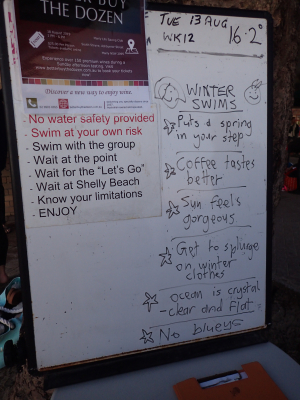 THE DOZEN
Discover a new way to enjoy wine.
- No water safety provided
- Swim at your own risk
- Swim with the group
- Wait at the point
- Wait for the "Let's Go"
- Wait at Shelly Beach
- Know your limitations
- ENJOY
TUE 13 AUG
WK12
16.2°
WINTER
SWIMS
Puts a spring
in your step
Coffee tastes
better
Sun feels
gorgeous
Get to splurge
on winter
clothes
ocean is crystal
-clear and Flat
No blueys